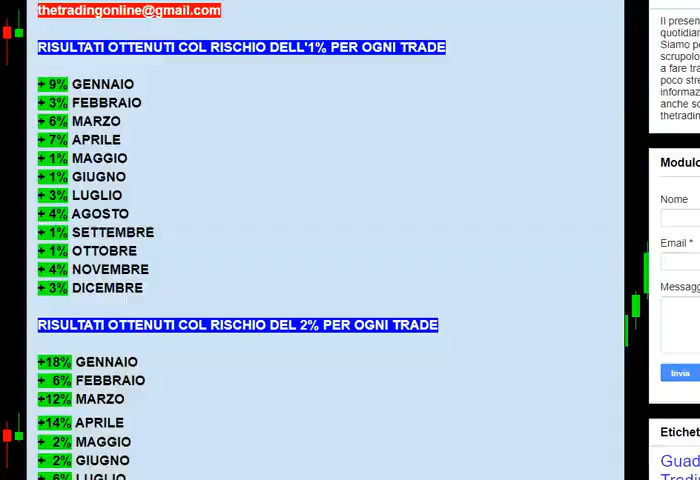 thetradingonline@gmail.com
RISULTATI OTTENUTI COL RISCHIO DELL'1% PER OGNI TRADE
+ 9% GENNAIO
+ 3% FEBBRAIO
+ 6% MARZO
+ 7% APRILE
+ 1% MAGGIO
+ 1% GIUGNO
+ 3% LUGLIO
+ 4% AGOSTO
+ 1% SETTEMBRE
+ 1% OTTOBRE
+ 4% NOVEMBRE
+ 3% DICEMBRE
RISULTATI OTTENUTI COL RISCHIO DEL 2% PER OGNI TRADE
+18% GENNAIO
+ 6% FEBBRAIO
+12% MARZO
+14% APRILE
+ 2% MAGGIO
+ 2% GIUGNO
+ 6% LUGLIO
Il presen
quotidian
Siamo pe
scrupolo
a fare tra
poco stre
informaz
anche so
thetradin
Modulo
Nome
Email *
Messagg
Invia
Etichet
Guad
Tradi